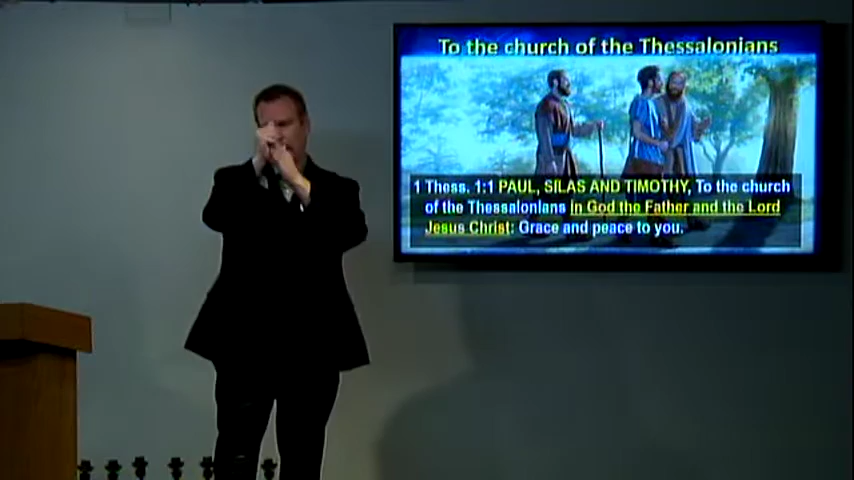 To the church of the Thessalonians
1 Thess. 1:1 PAUL, SILAS AND TIMOTHY, To the church
of the Thessalonians in God the Father and the Lord
Jesus Christ: Grace and peace to you.